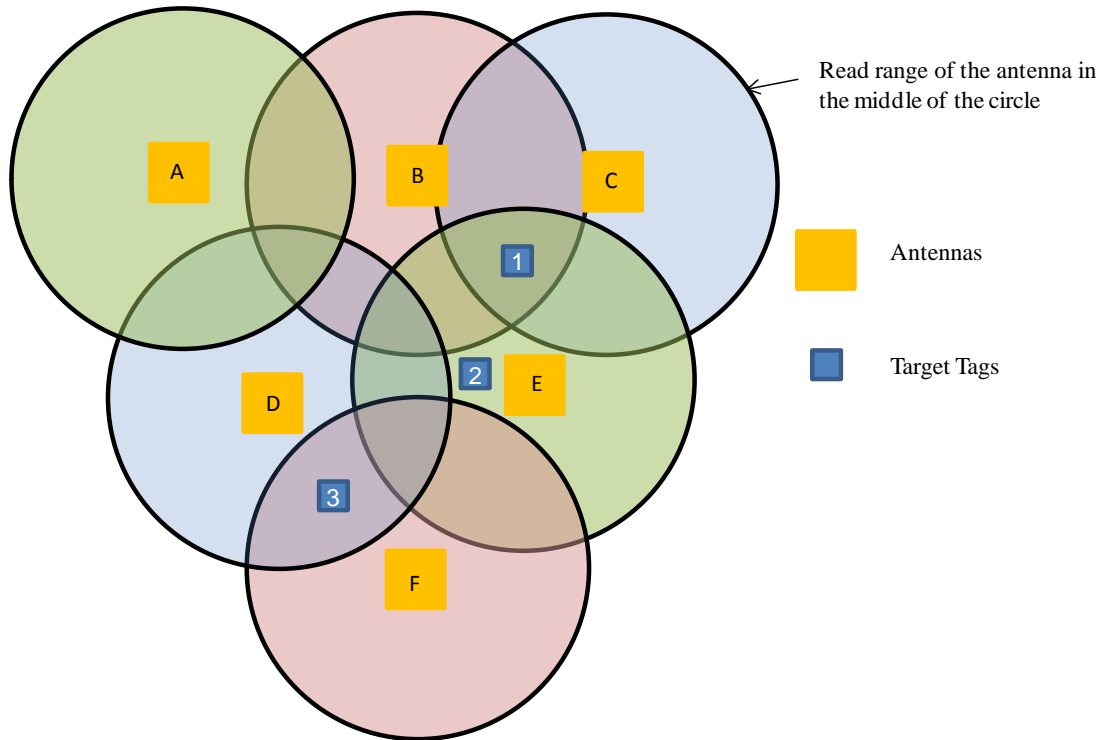 Read range of the antenna in
the middle of the circle
A
B
C
Antennas
1
Target Tags
2
D
E
3
F